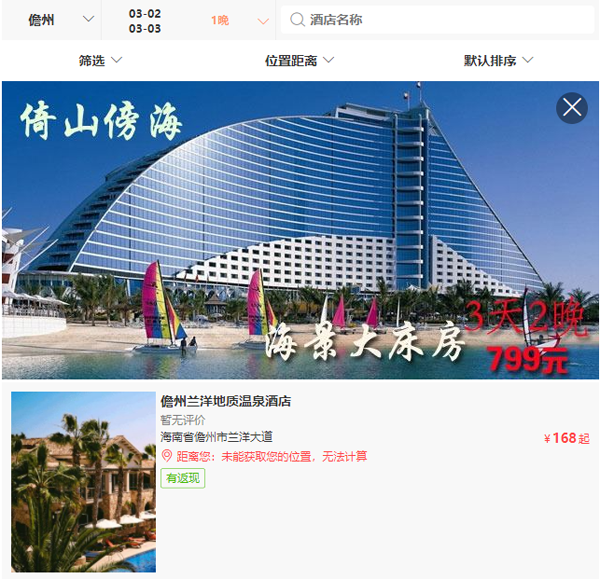 儋州
03-02
03-03
1晚
酒店名称
筛选
位置距离
默认排序
倚山傍海
海景大床房
3天2晚
799元
儋州兰洋地质温泉酒店
暂无评价
海南省儋州市兰洋大道
¥168起
距离您：未能获取您的位置，无法计算
有返现